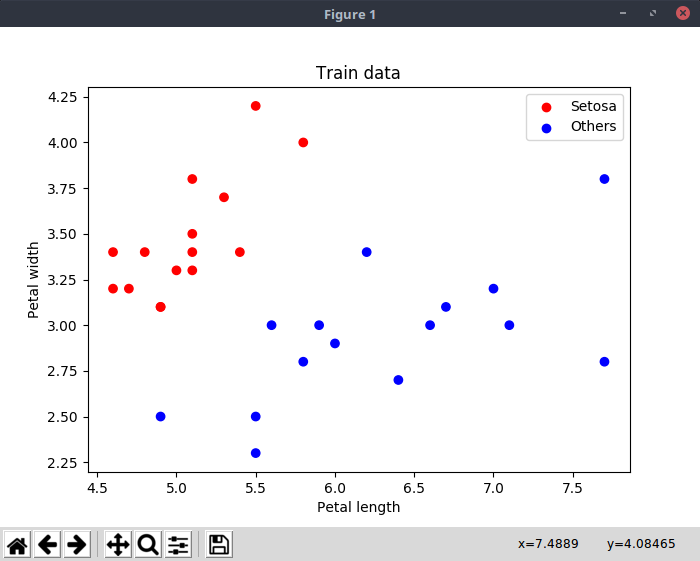 Figure 1
Train data
Setosa
Others
4.25
4.00
3.75
3.50
3.25
3.00
2.75
2.50
2.25
Petal width
4.5 5.0 5.5 6.0 6.5 7.0 7.5
Petal length
x=7.4889 y=4.08465